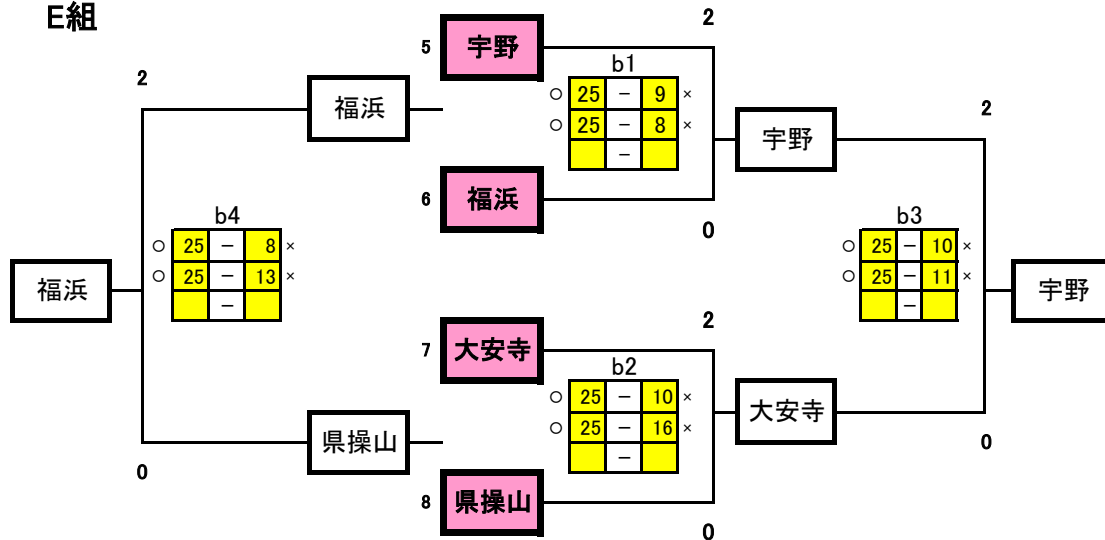 E組
2
5 宇野
2 b1
福浜 ○ 25 － 9 × 2
○ 25 － 8 × 宇野
－
6 福浜
b4 0 b3
○ 25 － 8 × ○ 25 － 10 ×
○ 25 － 13 × ○ 25 － 11 ×
福浜 － － 宇野
2
7 大安寺
b2
○ 25 － 10 × 大安寺
県操山 ○ 25 － 16 × 0
－
0
8 県操山
0